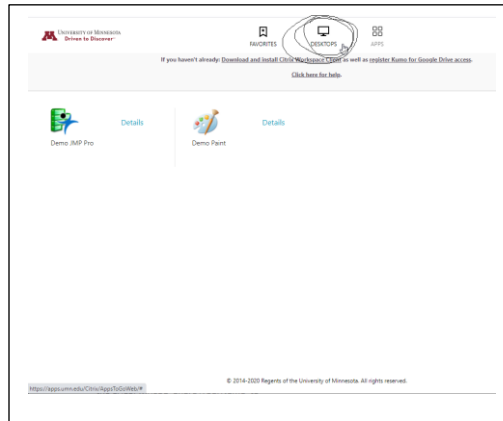 UNIVERSITY OF MINNESOTA
Driven to Discover™
FAVORITES
DESKTOPS
APPS
If you haven't already: Download and install Citrix Workspace Client as well as register Kumo for Google Drive access.
Click here for help.
Details
Details
Demo JMP Pro
Demo Paint
© 2014-2020 Regents of the University of Minnesota. All rights reserved.
https://apps.umn.edu/Citrix/AppsToGoWeb/#